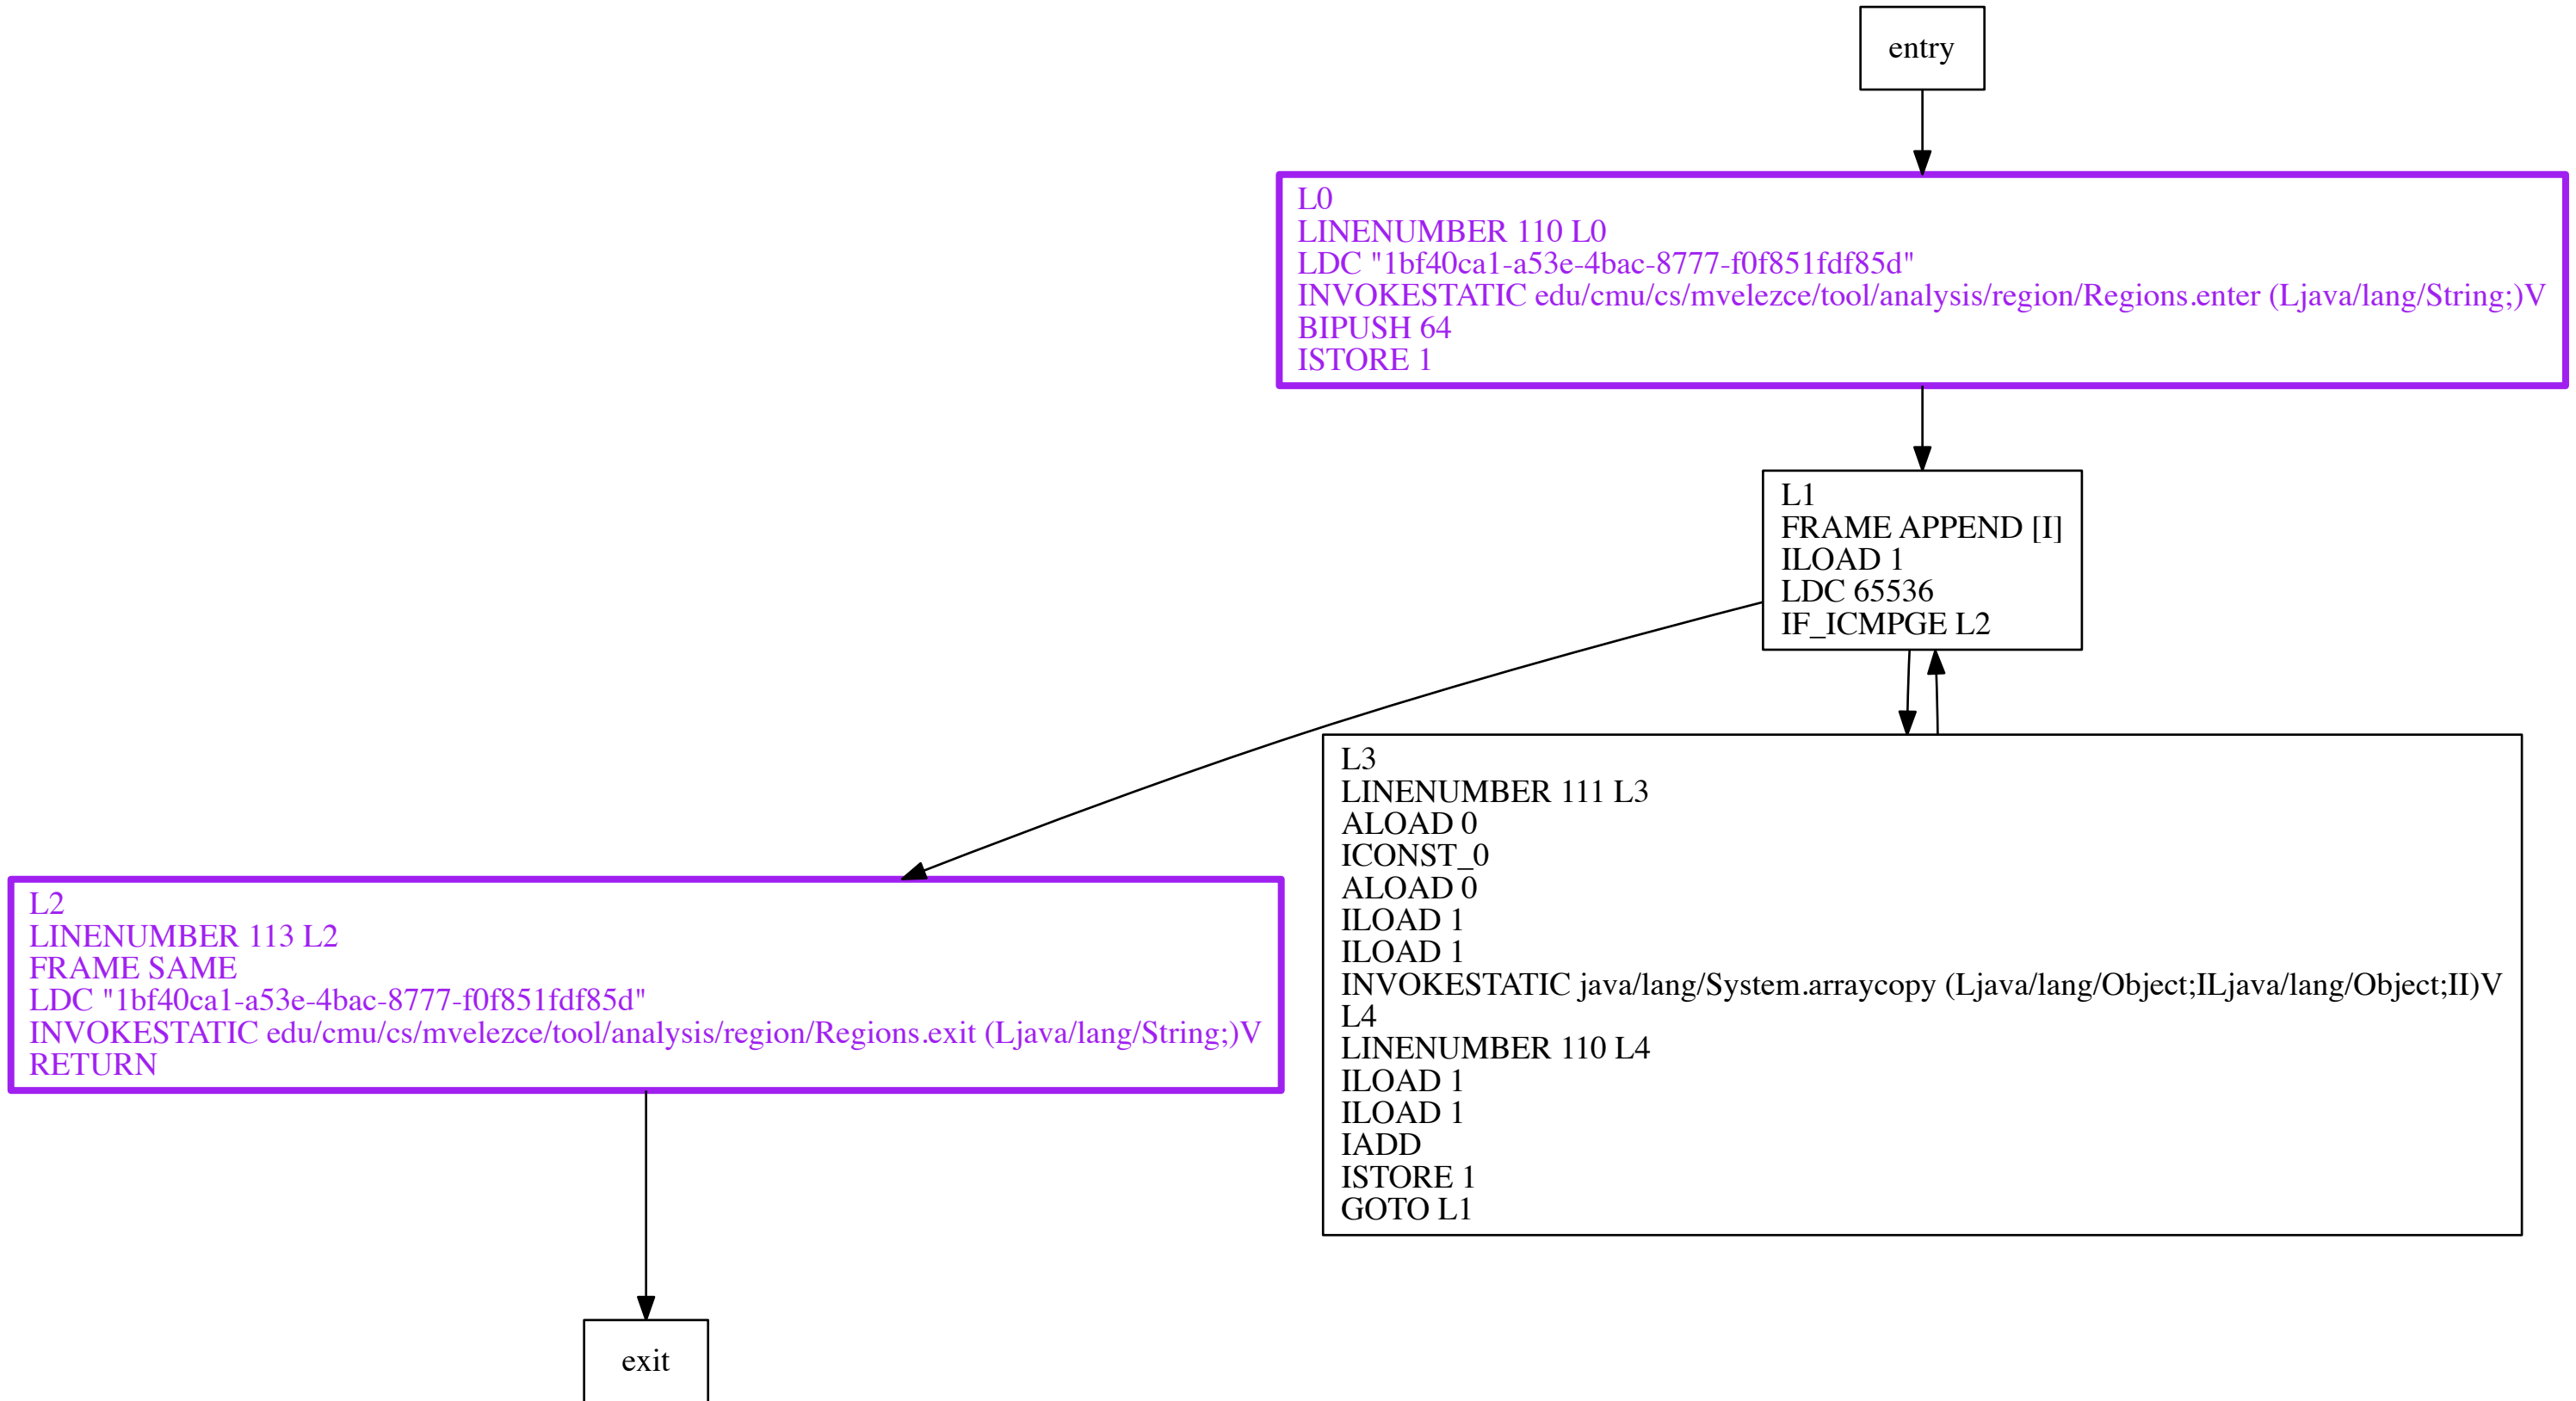 entry
L0
LINENUMBER 110 L0
LDC "1bf40ca1-a53e-4bac-8777-f0f851fdf85d"
INVOKESTATIC edu/cmu/cs/mvelezce/tool/analysis/region/Regions.enter (Ljava/lang/String;)V
BIPUSH 64
ISTORE 1
L1
FRAME APPEND [I]
ILOAD 1
LDC 65536
IF_ICMPGE L2
L3
LINENUMBER 111 L3
ALOAD 0
ICONST_0
ALOAD 0
ILOAD 1
ILOAD 1
INVOKESTATIC java/lang/System.arraycopy (Ljava/lang/Object;ILjava/lang/Object;II)V
L4
LINENUMBER 110 L4
ILOAD 1
ILOAD 1
IADD
ISTORE 1
GOTO L1
L2
LINENUMBER 113 L2
FRAME SAME
LDC "1bf40ca1-a53e-4bac-8777-f0f851fdf85d"
INVOKESTATIC edu/cmu/cs/mvelezce/tool/analysis/region/Regions.exit (Ljava/lang/String;)V
RETURN
exit